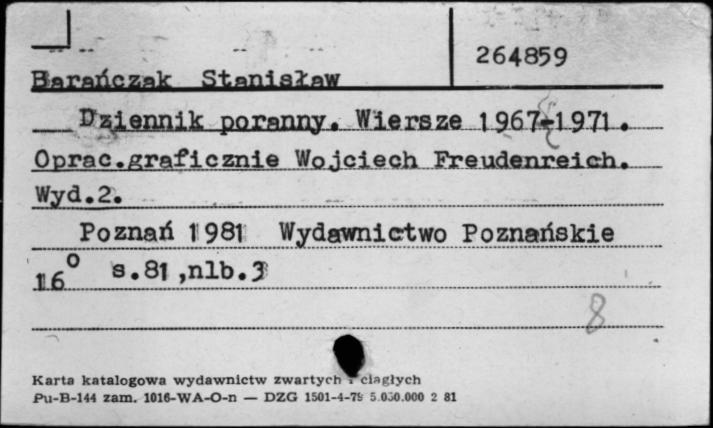 264859
Barańczak Stanisław
Dziennik poranny. Wiersze 1967-1971.
Oprac.graficznie Wojciech Freudenreich.
Wyd.2.
Poznań 1981 Wydawnictwo Poznańskie
16° s.81,nlb.3
8
Karta katalogowa wydawnictw zwartych i ciągłych
Pu-B-144 zam. 1016-WA-O-n — DZG 1501-4-79 5.000.000 2 81